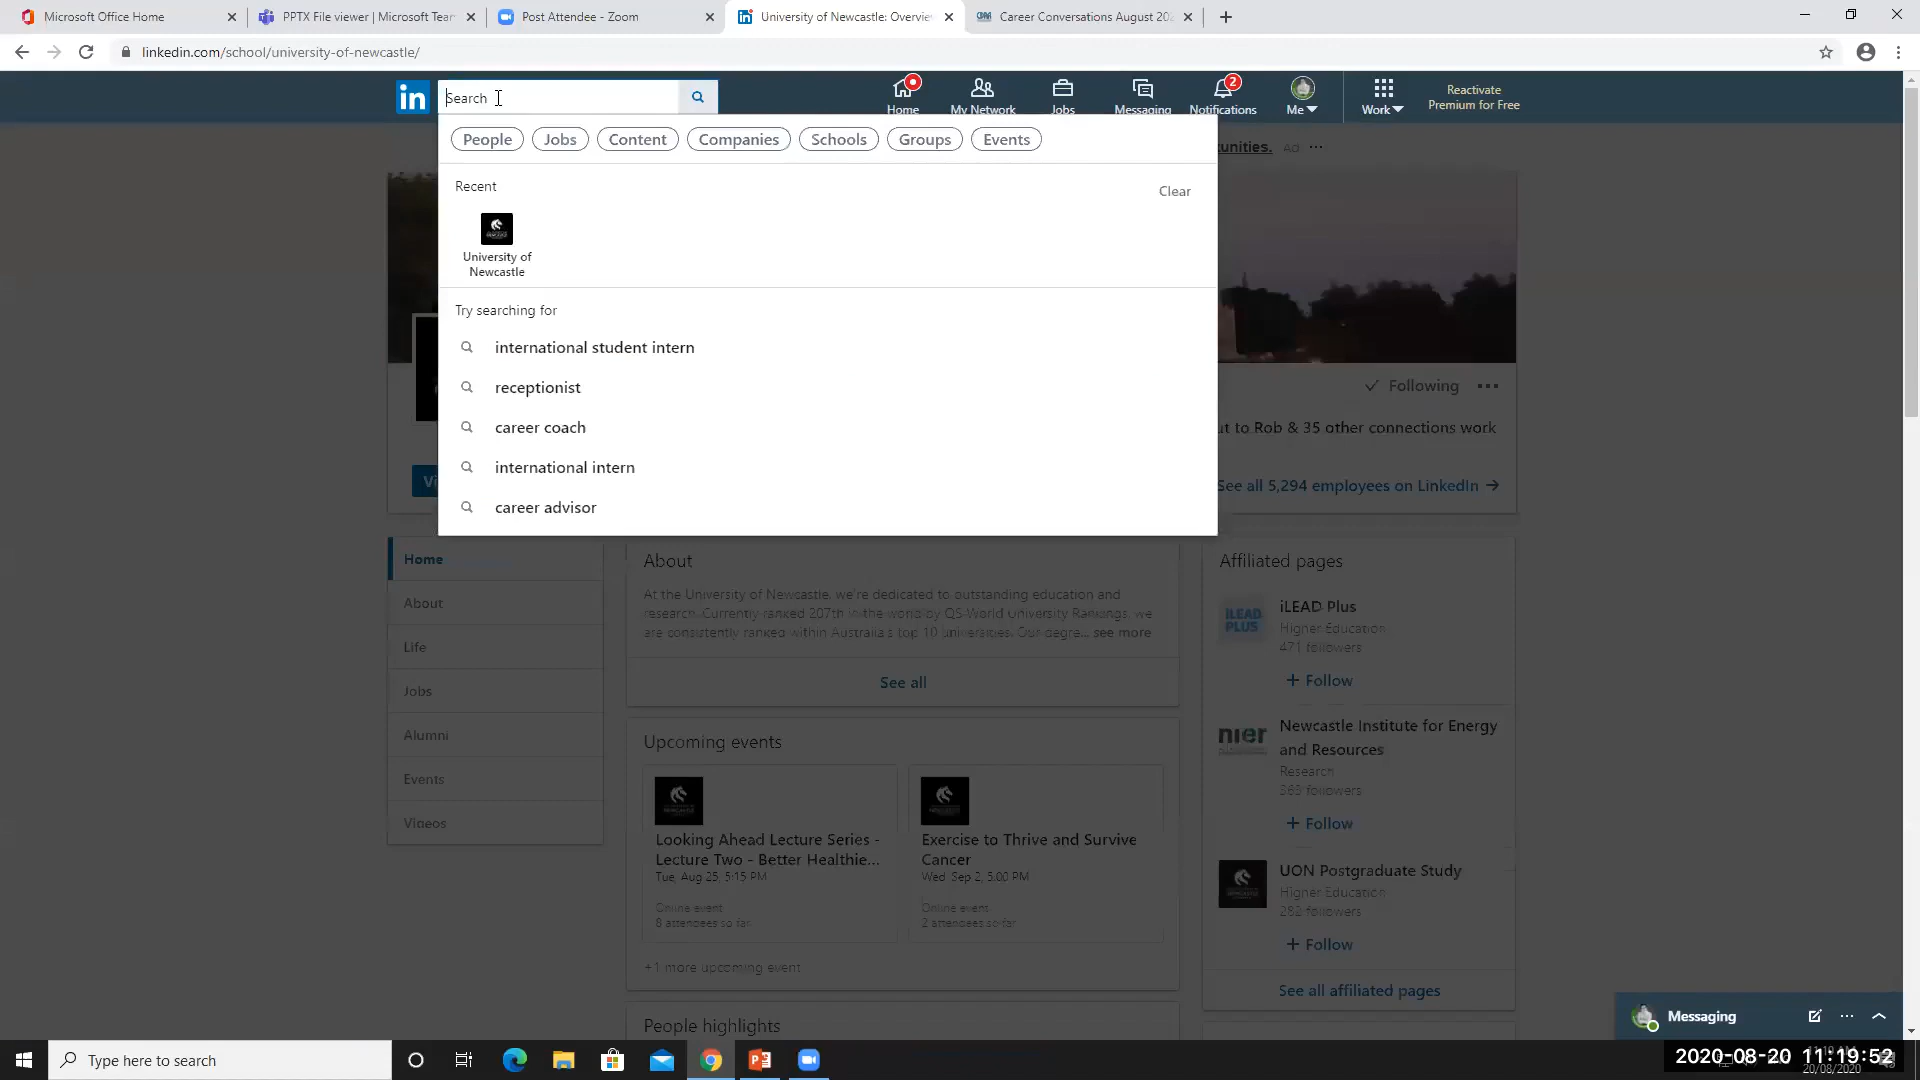 Microsoft Office Home
PPTX File viewer | Microsoft Tear
Post Attendee - Zoom
University of Newcastle: Overvie
Career Conversations August 202
linkedin.com/school/university-of-newcastle/
in
Search
Home
My Network
Jobs
Messaging
2
Notifications
Me
Work
Reactivate
Premium for Free
People
Jobs
Content
Companies
Schools
Groups
Events
tunities.
Ad
Recent
Clear
University of
Newcastle
Try searching for
international student intern
receptionist
career coach
international intern
career advisor
Following
ut to Rob & 35 other connections work
See all 5,294 employees on LinkedIn
Home
About
Life
Jobs
Alumni
Events
Videos
About
At the University of Newcastle, we're dedicated to outstanding education and
research. Currently ranked 207th in the world by QS World University Rankings, we
are consistently ranked within Australia's top 10 universities. Our degre... see more
See all
Upcoming events
Looking Ahead Lecture Series -
Lecture Two - Better Healthie...
Tue, Aug 25, 5:15 PM
Online event
8 attendees so far
Exercise to Thrive and Survive
Cancer
Wed, Sep 2, 5:00 PM
Online event
2 attendees so far
+1 more upcoming event
People highlights
Affiliated pages
iLEAD
PLUS
iLEAD Plus
Higher Education
471 followers
+ Follow
nier
Newcastle Institute for Energy
and Resources
Research
+ Follow
UON Postgraduate Study
Higher Education
282 followers
+ Follow
See all affiliated pages
Messaging
Type here to search
2020-08-20 11:19:52
20/08/2020